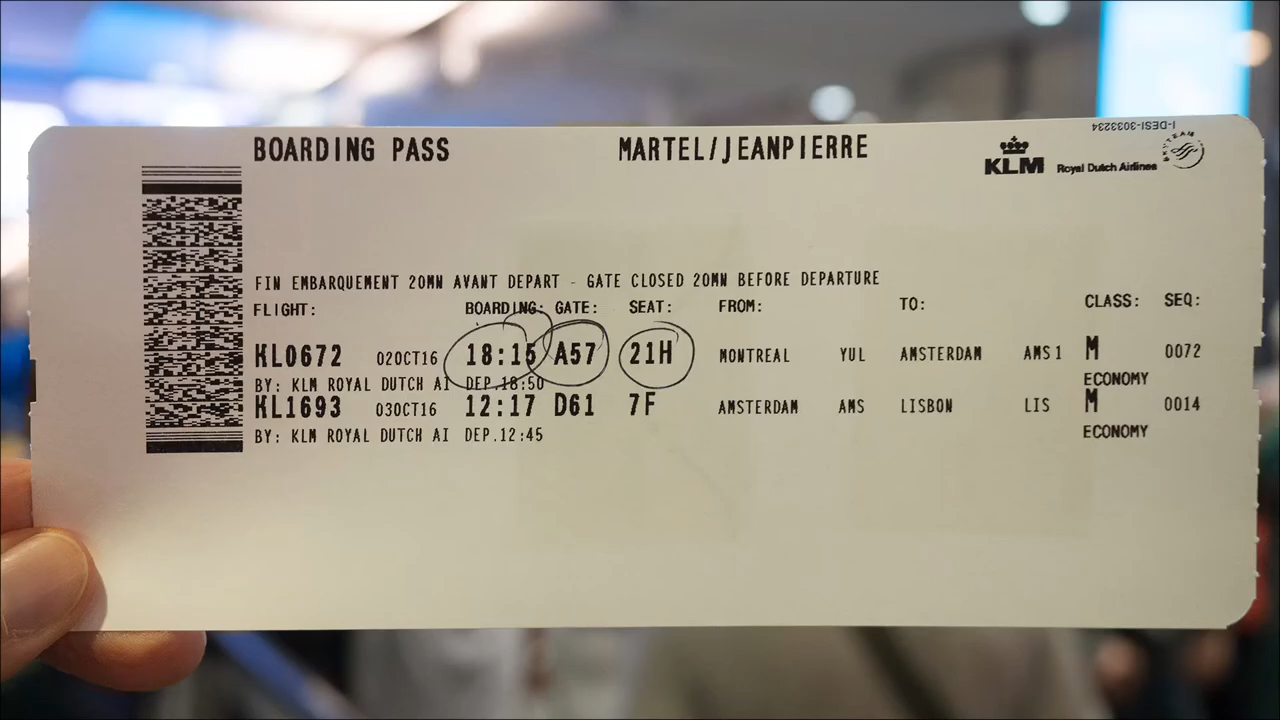 I-DESI-3033234
BOARDING PASS MARTEL/JEANPIERRE
KLM Royal Dutch Airlines SKYTEAM
FIN EMBARQUEMENT 20MN AVANT DEPART - GATE CLOSED 20MN BEFORE DEPARTURE
FLIGHT: BOARDING: GATE: SEAT: FROM: TO: CLASS: SEQ:
KL0672 02OCT16 18:15 A57 21H MONTREAL YUL AMSTERDAM AMS1 M 0072
BY: KLM ROYAL DUTCH AI DEP.18:50 ECONOMY
KL1693 03OCT16 12:17 D61 7F AMSTERDAM AMS LISBON LIS M 0014
BY: KLM ROYAL DUTCH AI DEP.12:45 ECONOMY